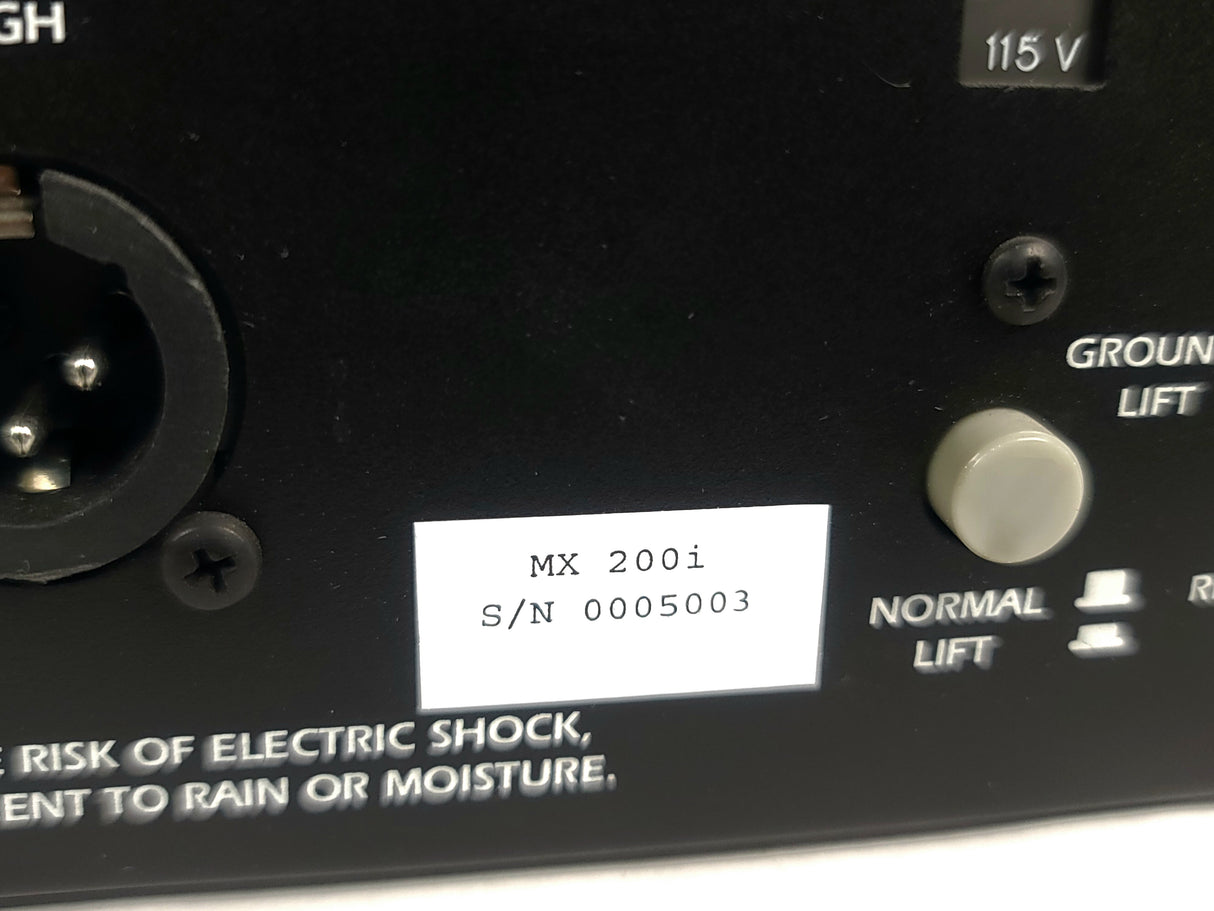 GH
115 V
GROUN
LIFT
MX 200i
S/N 0005003
NORMAL
LIFT
R
E RISK OF ELECTRIC SHOCK,
ENT TO RAIN OR MOISTURE.